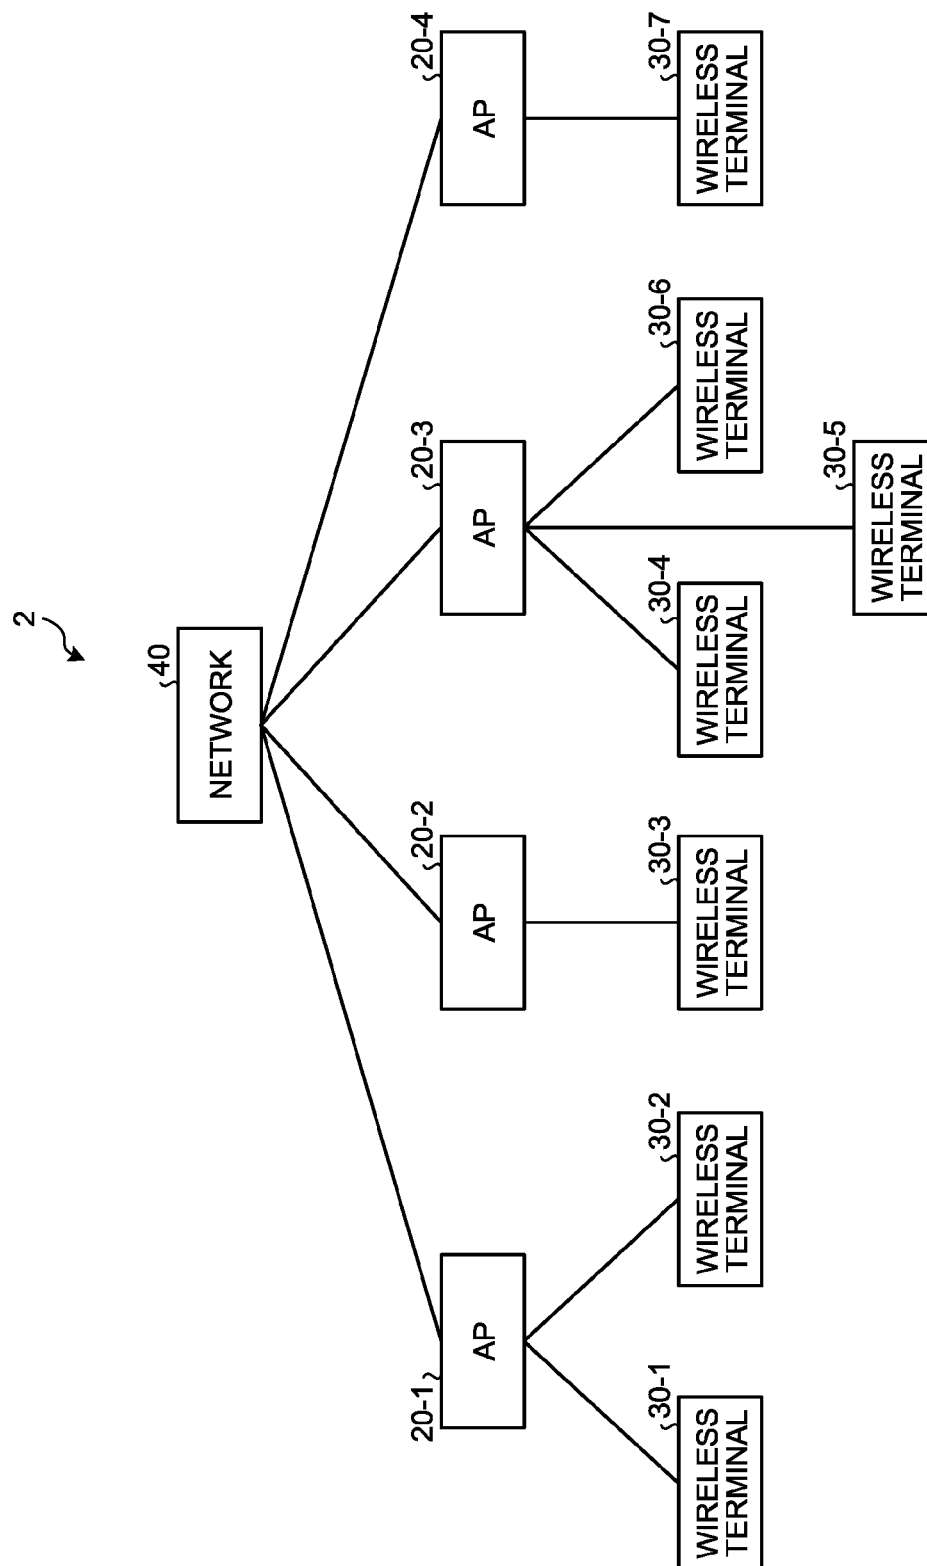 2
40
NETWORK
20-1
AP
20-2
AP
20-3
AP
20-4
AP
30-1
WIRELESS
TERMINAL
30-2
WIRELESS
TERMINAL
30-3
WIRELESS
TERMINAL
30-4
WIRELESS
TERMINAL
30-6
WIRELESS
TERMINAL
30-7
WIRELESS
TERMINAL
30-5
WIRELESS
TERMINAL